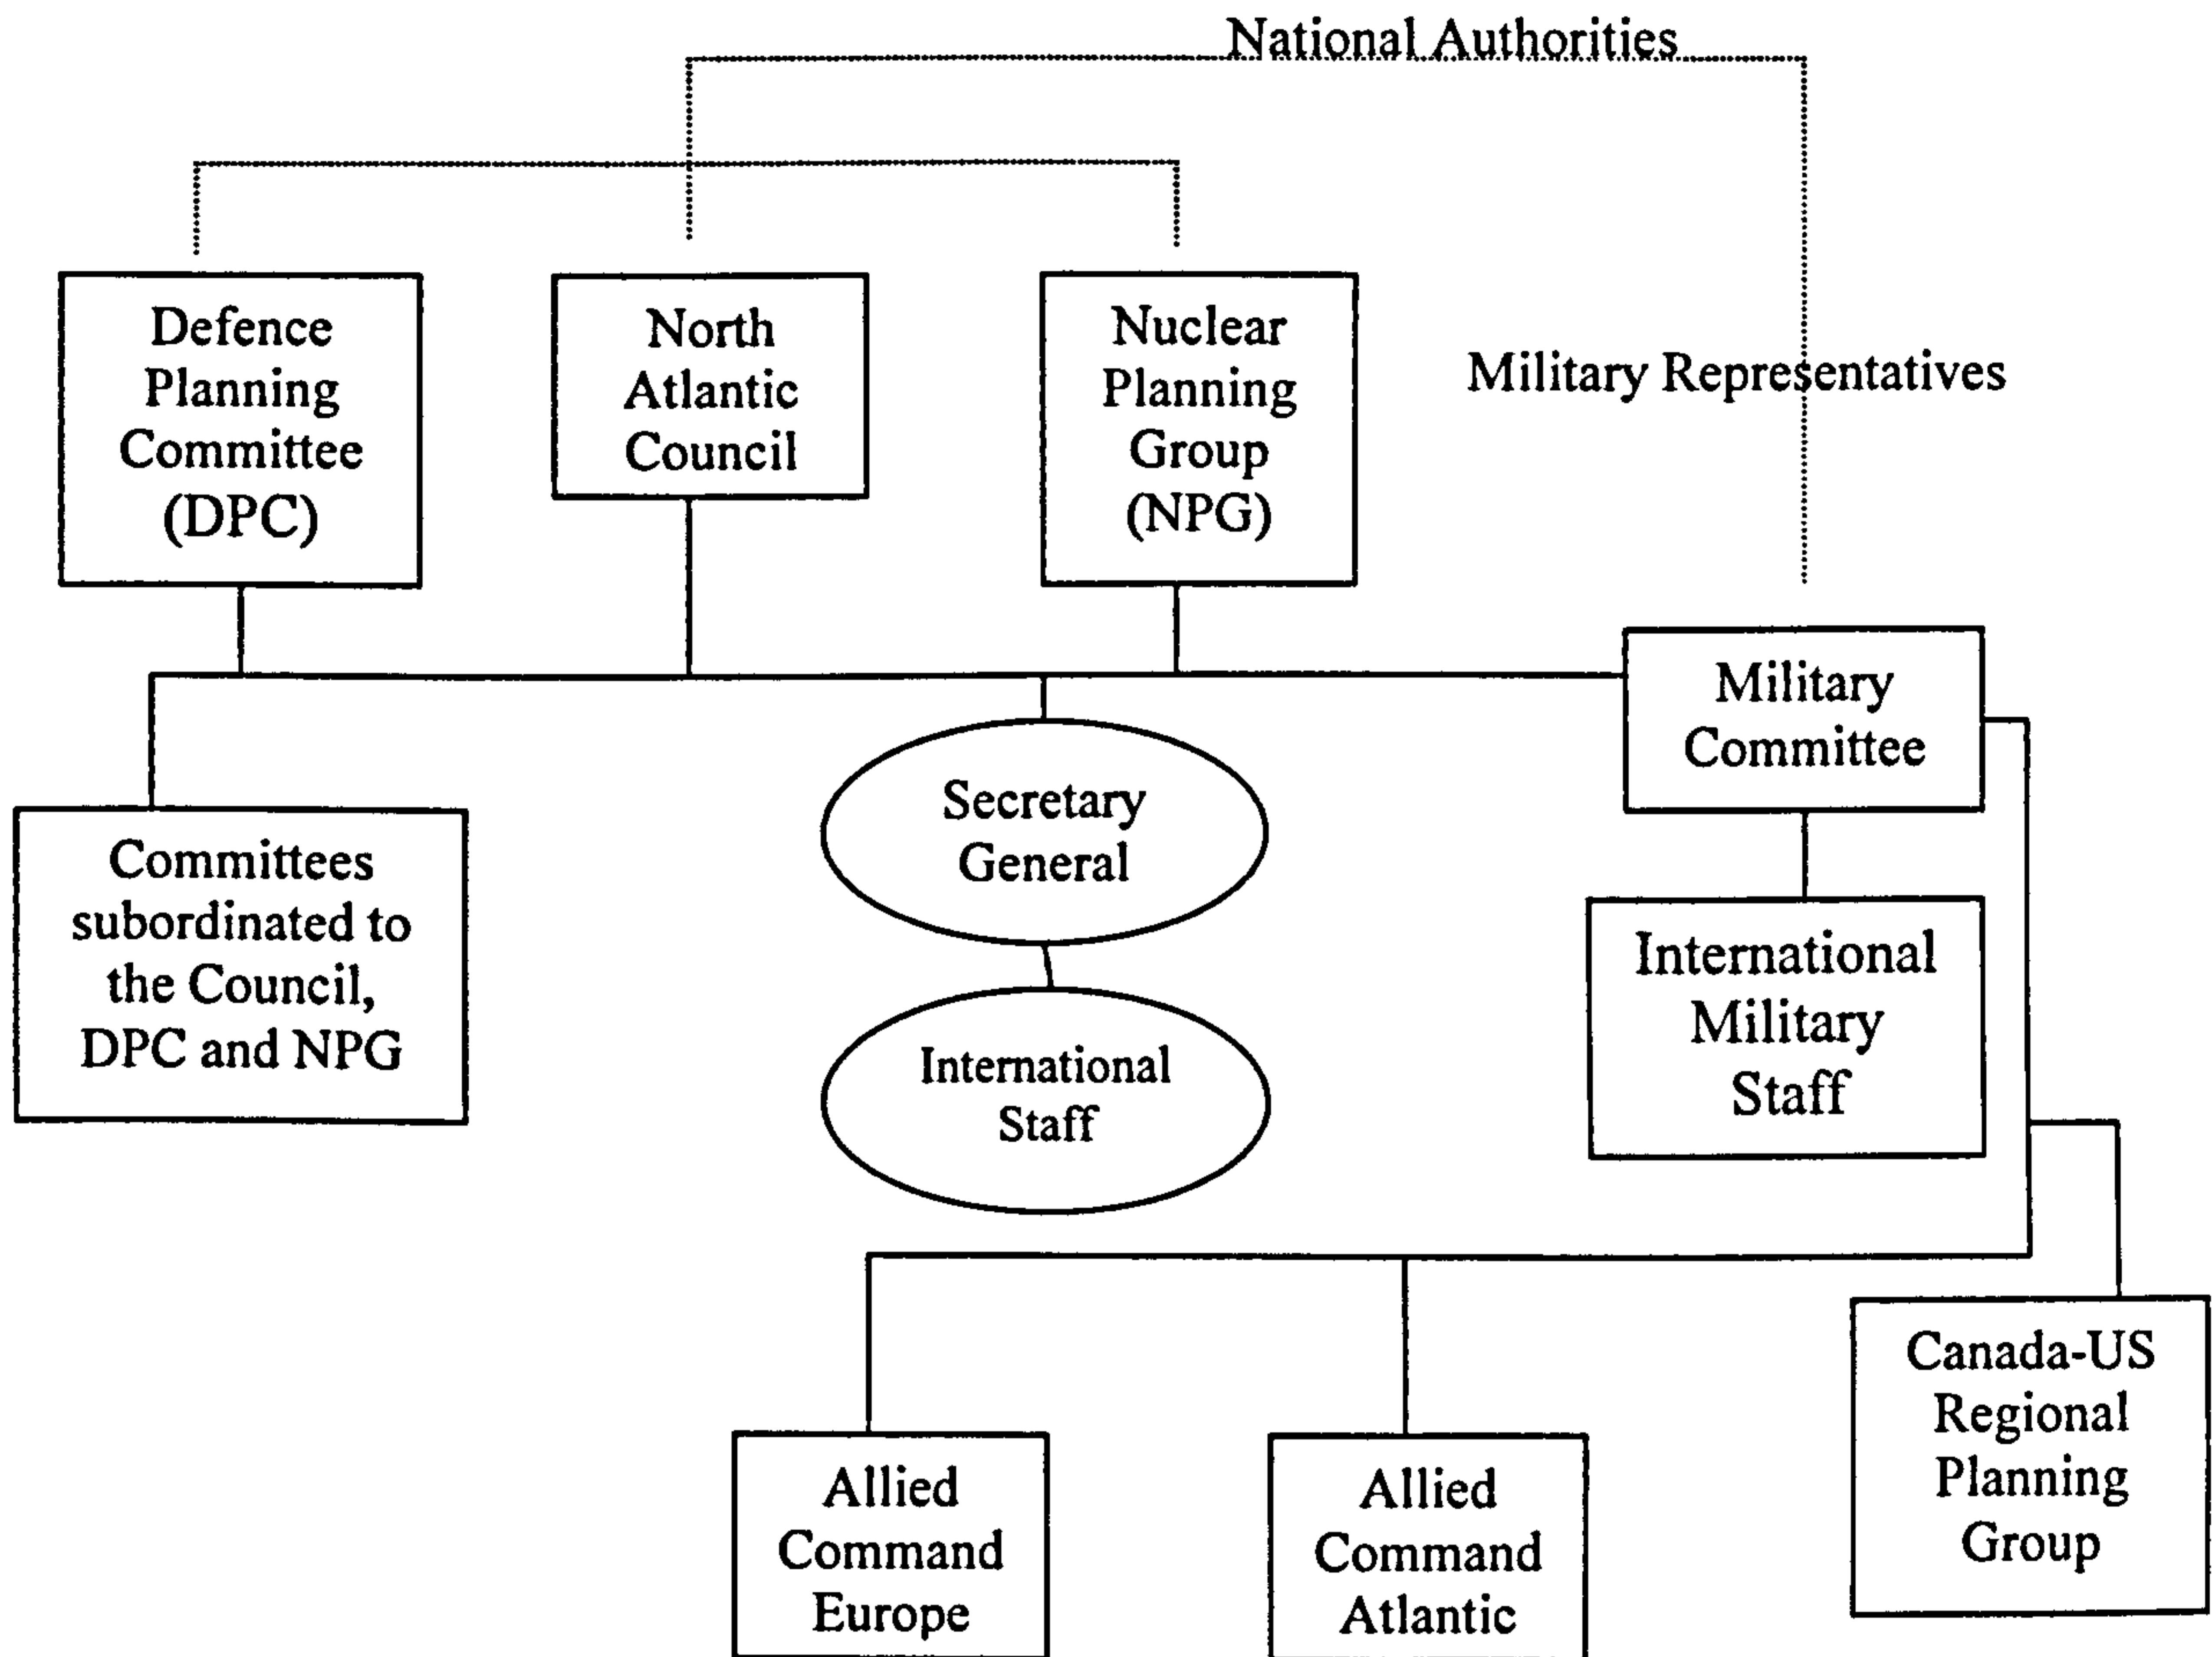 National Authorities
Defence
Planning
Committee
(DPC)
North
Atlantic
Council
Nuclear
Planning
Group
(NPG)
Military Representatives
Military
Committee
Secretary
General
Committees
subordinated to
the Council,
DPC and NPG
International
Military
Staff
International
Staff
Canada-US
Regional
Planning
Group
Allied
Command
Europe
Allied
Command
Atlantic